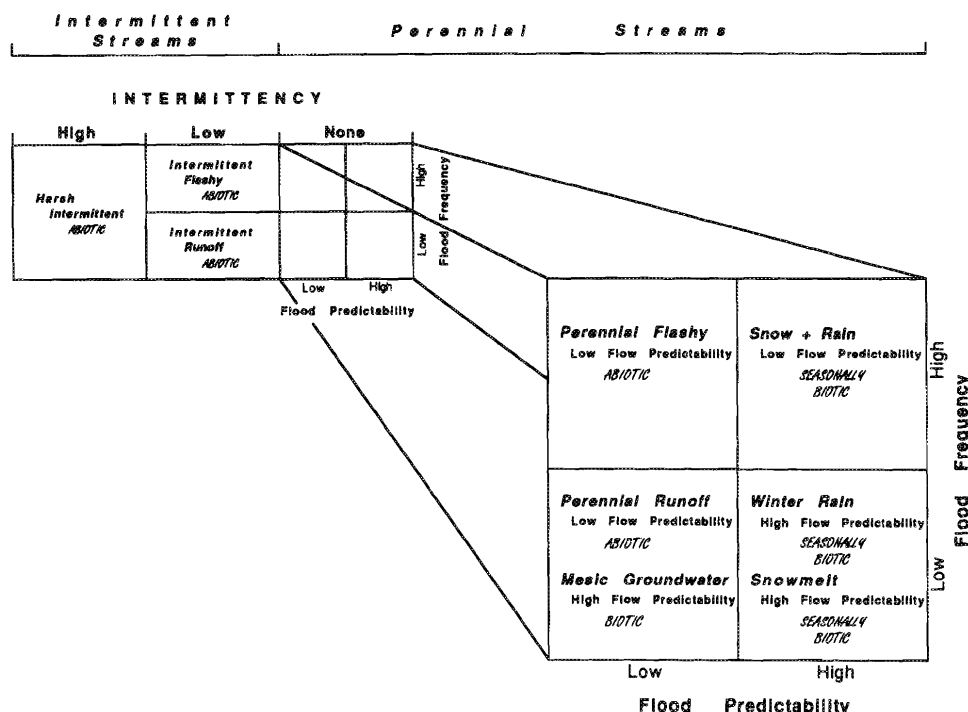 Intermittent
Streams
Perennial Streams
INTERMITTENCY
High Low None
Harsh
Intermittent
ABIOTIC
Intermittent
Flashy
ABIOTIC
Intermittent
Runoff
ABIOTIC
High
Low
Flood Frequency
Low High
Flood Predictability
Perennial Flashy
Low Flow Predictability
ABIOTIC
Snow + Rain
Low Flow Predictability
SEASONALLY
BIOTIC
Perennial Runoff
Low Flow Predictability
ABIOTIC
Mesic Groundwater
High Flow Predictability
BIOTIC
Winter Rain
High Flow Predictability
SEASONALLY
BIOTIC
Snowmelt
High Flow Predictability
SEASONALLY
BIOTIC
High
Low
Flood Frequency
Low High
Flood Predictability